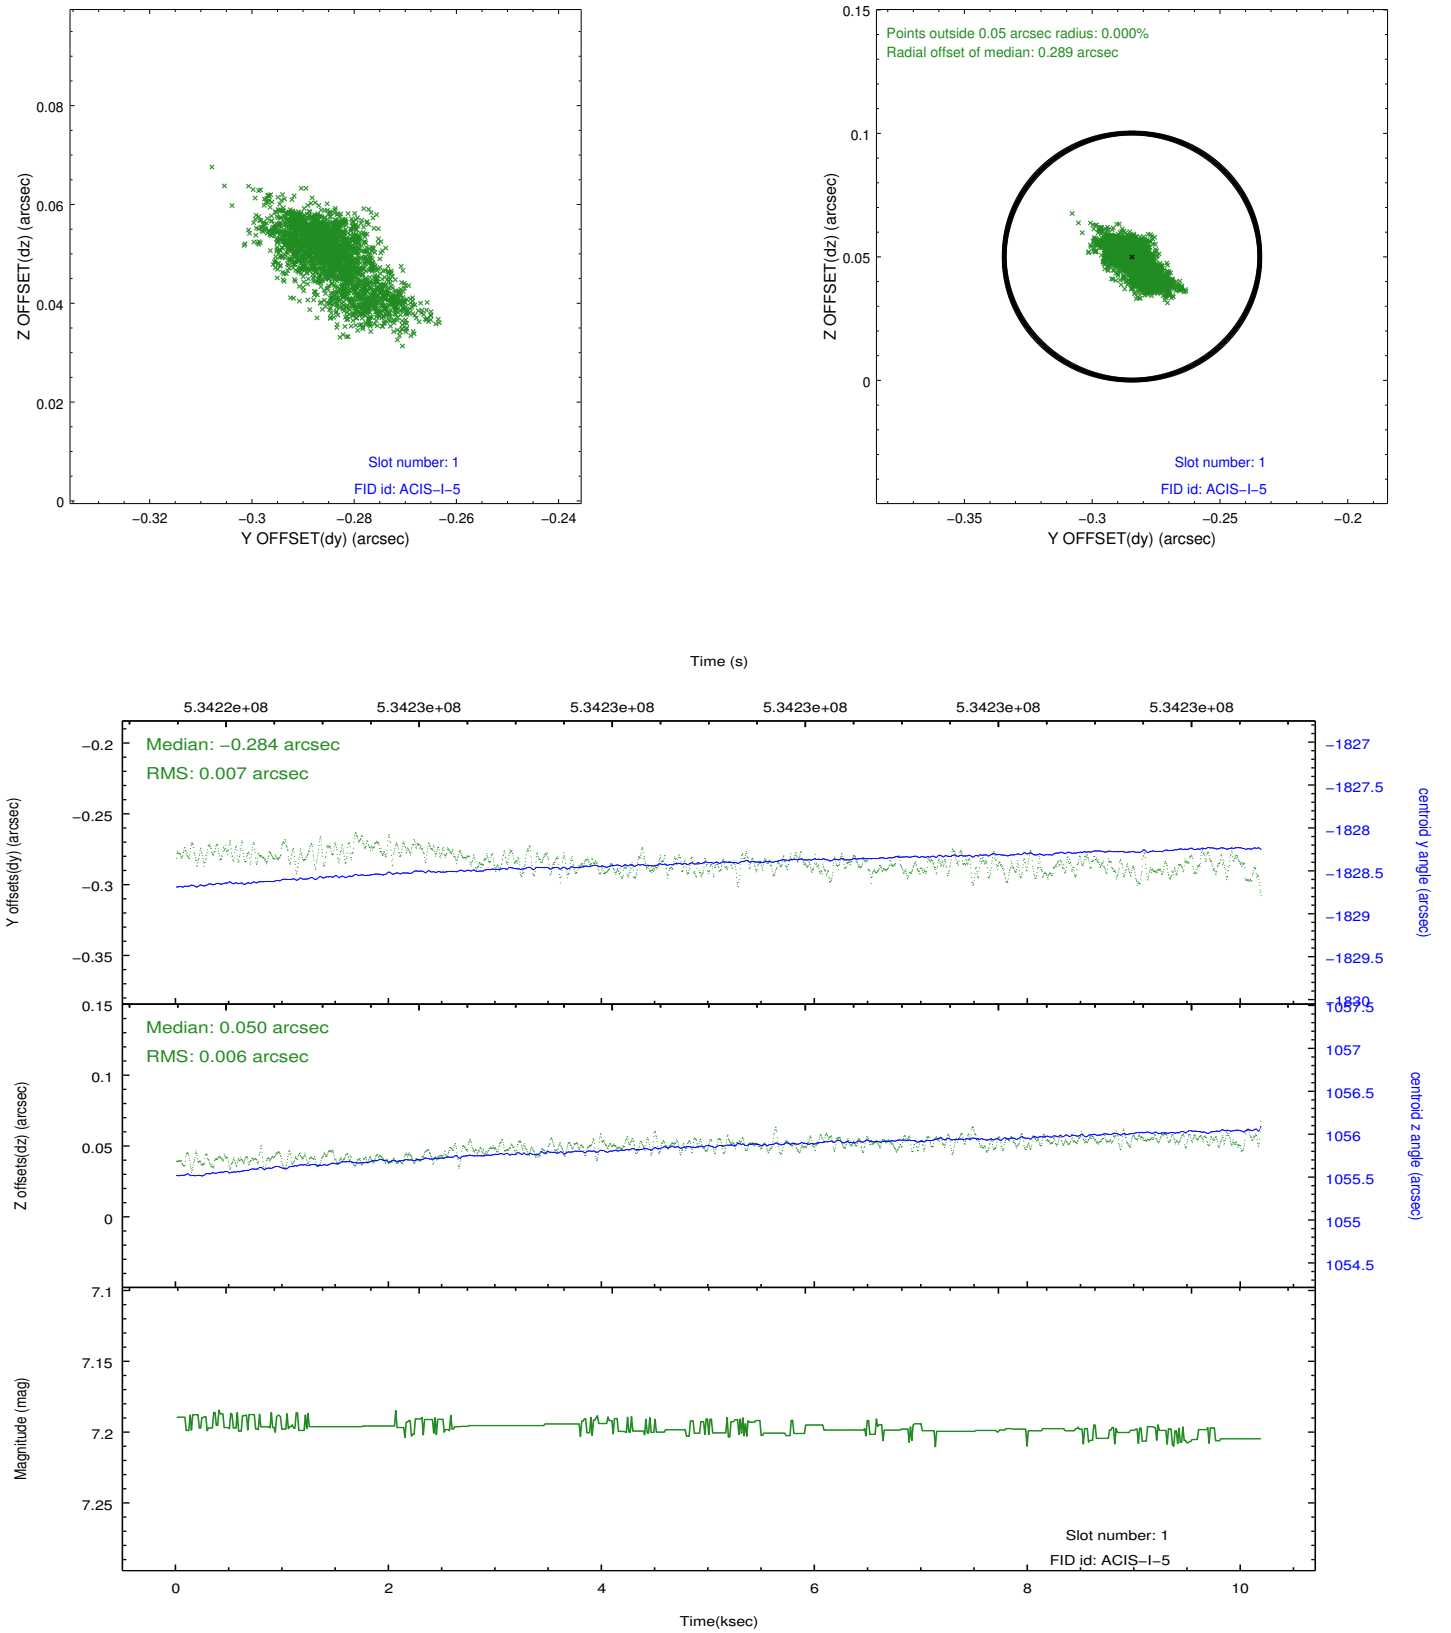 0.08
0.06
0.04
0.02
0
Z OFFSET(dz) (arcsec)
Slot number: 1
FID id: ACIS−I−5
−0.32 −0.3 −0.28 −0.26 −0.24
Y OFFSET(dy) (arcsec)
0.15
0.1
0.05
0
Z OFFSET(dz) (arcsec)
Points outside 0.05 arcsec radius: 0.000%
Radial offset of median: 0.289 arcsec
Slot number: 1
FID id: ACIS−I−5
−0.35 −0.3 −0.25 −0.2
Y OFFSET(dy) (arcsec)
Time (s)
5.3422e+08 5.3423e+08 5.3423e+08 5.3423e+08 5.3423e+08 5.3423e+08
Median: −0.284 arcsec
RMS: 0.007 arcsec
−0.2
−0.25
−0.3
−0.35
Y offsets(dy) (arcsec)
−1827
−1827.5
−1828
−1828.5
−1829
−1829.5
−1830
centroid y angle (arcsec)
Median: 0.050 arcsec
RMS: 0.006 arcsec
0.15
0.1
0.05
0
Z offsets(dz) (arcsec)
1057.5
1057
1056.5
1056
1055.5
1055
1054.5
centroid z angle (arcsec)
7.1
7.15
7.2
7.25
Magnitude (mag)
Slot number: 1
FID id: ACIS−I−5
0 2 4 6 8 10
Time(ksec)